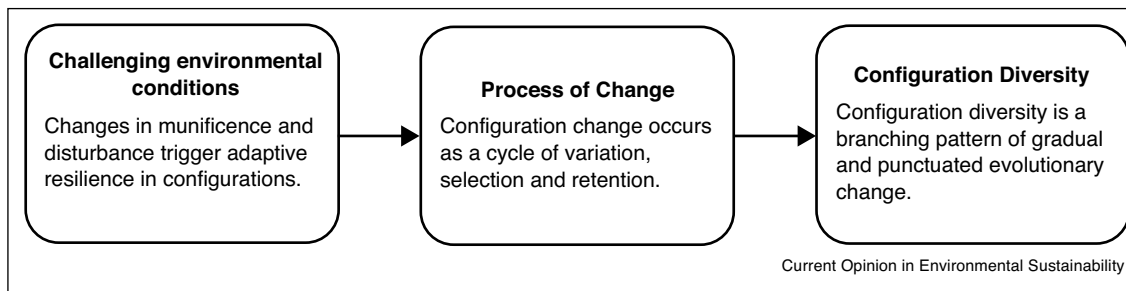 Challenging environmental
conditions
Changes in munificence and
disturbance trigger adaptive
resilience in configurations.
Process of Change
Configuration change occurs
as a cycle of variation,
selection and retention.
Configuration Diversity
Configuration diversity is a
branching pattern of gradual
and punctuated evolutionary
change.
Current Opinion in Environmental Sustainability